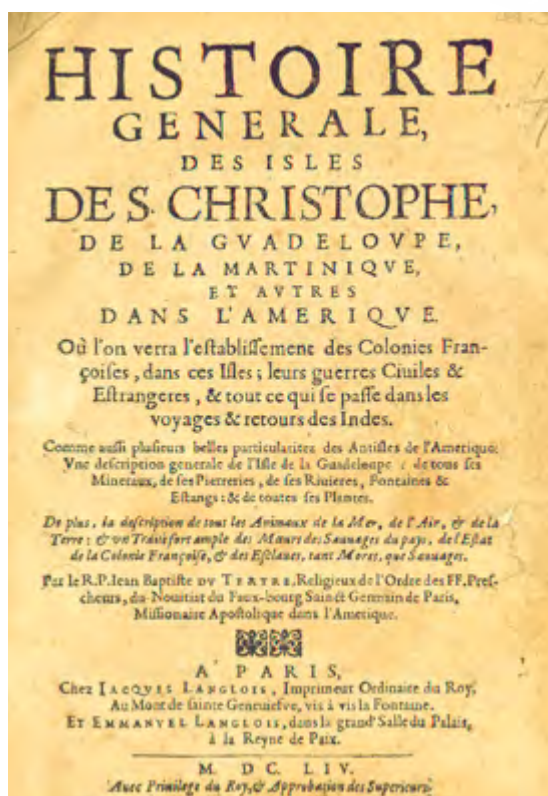 HISTOIRE
GENERALE,
DES ISLES
DE S. CHRISTOPHE,
DE LA GVADELOVPE,
DE LA MARTINIQVE,
ET AVTRES
DANS L'AMERIQVE.
Où l'on verra l'eſtabliſſement des Colonies Fran-
çoiſes, dans ces Iſles; leurs guerres Ciuiles &
Eſtrangeres, & tout ce qui ſe paſſe dans les
voyages & retours des Indes.
Comme auſſi pluſieurs belles particularitez des Antiſles de l'Amerique:
Vne deſcription generale de l'Iſle de la Guadeloupe: de tous ſes
Mineraux, de ſes Pierreries, de ſes Riuieres, Fontaines &
Eſtangs: & de toutes ſes Plantes.
De plus, la deſcription de tous les Animaux de la Mer, de l'Air, & de la
Terre: & vn Traité fort ample des Mœurs des Sauuages du pays, de l'Eſtat
de la Colonie Françoiſe, & des Eſclaues, tant Mores, que Sauuages.
Par le R.P. Iean Baptiſte DV TERTRE, Religieux de l'Ordre des FF. Preſ-
cheurs, du Nouitiat du Faux-bourg Sainct Germain de Paris,
Miſſionaire Apoſtolique dans l'Amerique.
A PARIS,
Chez IACQVES LANGLOIS, Imprimeur Ordinaire du Roy,
Au Mont de ſainte Geneuieſve, vis à vis la Fontaine.
ET EMMANVEL LANGLOIS, dans la grand' Salle du Palais,
à la Reyne de Paix.
M. DC. LIV.
Auec Priuilege du Roy, & Approbation des Superieurs.